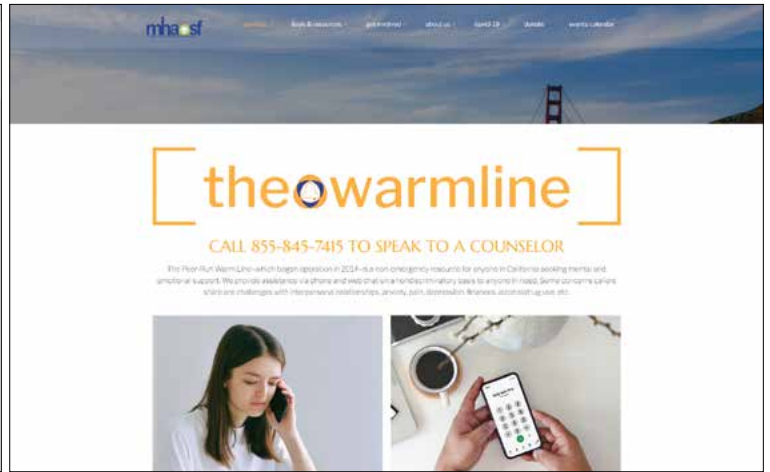 mha sf
services tools & resources get involved about us covid-19 donate events calendar
the warmline
CALL 855-845-7415 TO SPEAK TO A COUNSELOR
The Peer-Run Warm Line—which began operation in 2014—is a non-emergency resource for anyone in California seeking mental and
emotional support. We provide assistance via phone and web chat on a nondiscriminatory basis to anyone in need. Some concerns callers
share are challenges with interpersonal relationships, anxiety, pain, depression, finances, alcohol/drug use, etc.